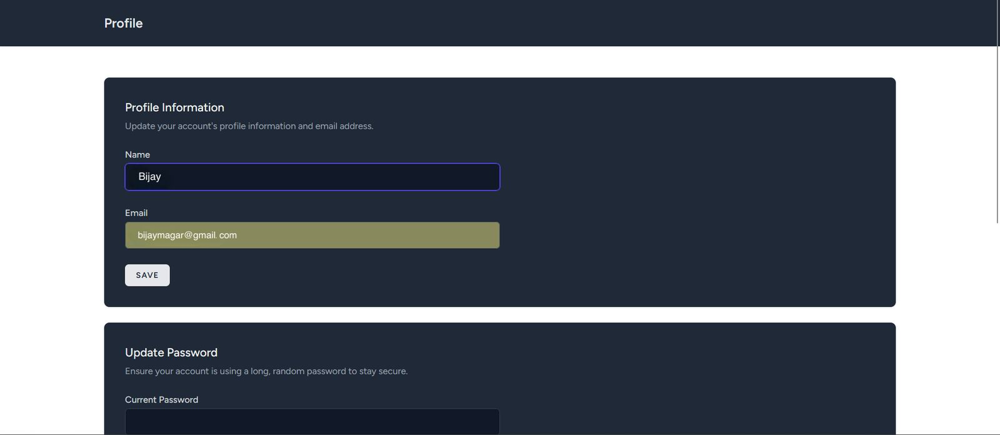 Profile
Profile Information
Update your account's profile information and email address.
Name
Bijay
Email
bijaymagar@gmail. com
SAVE
Update Password
Ensure your account is using a long, random password to stay secure.
Current Password